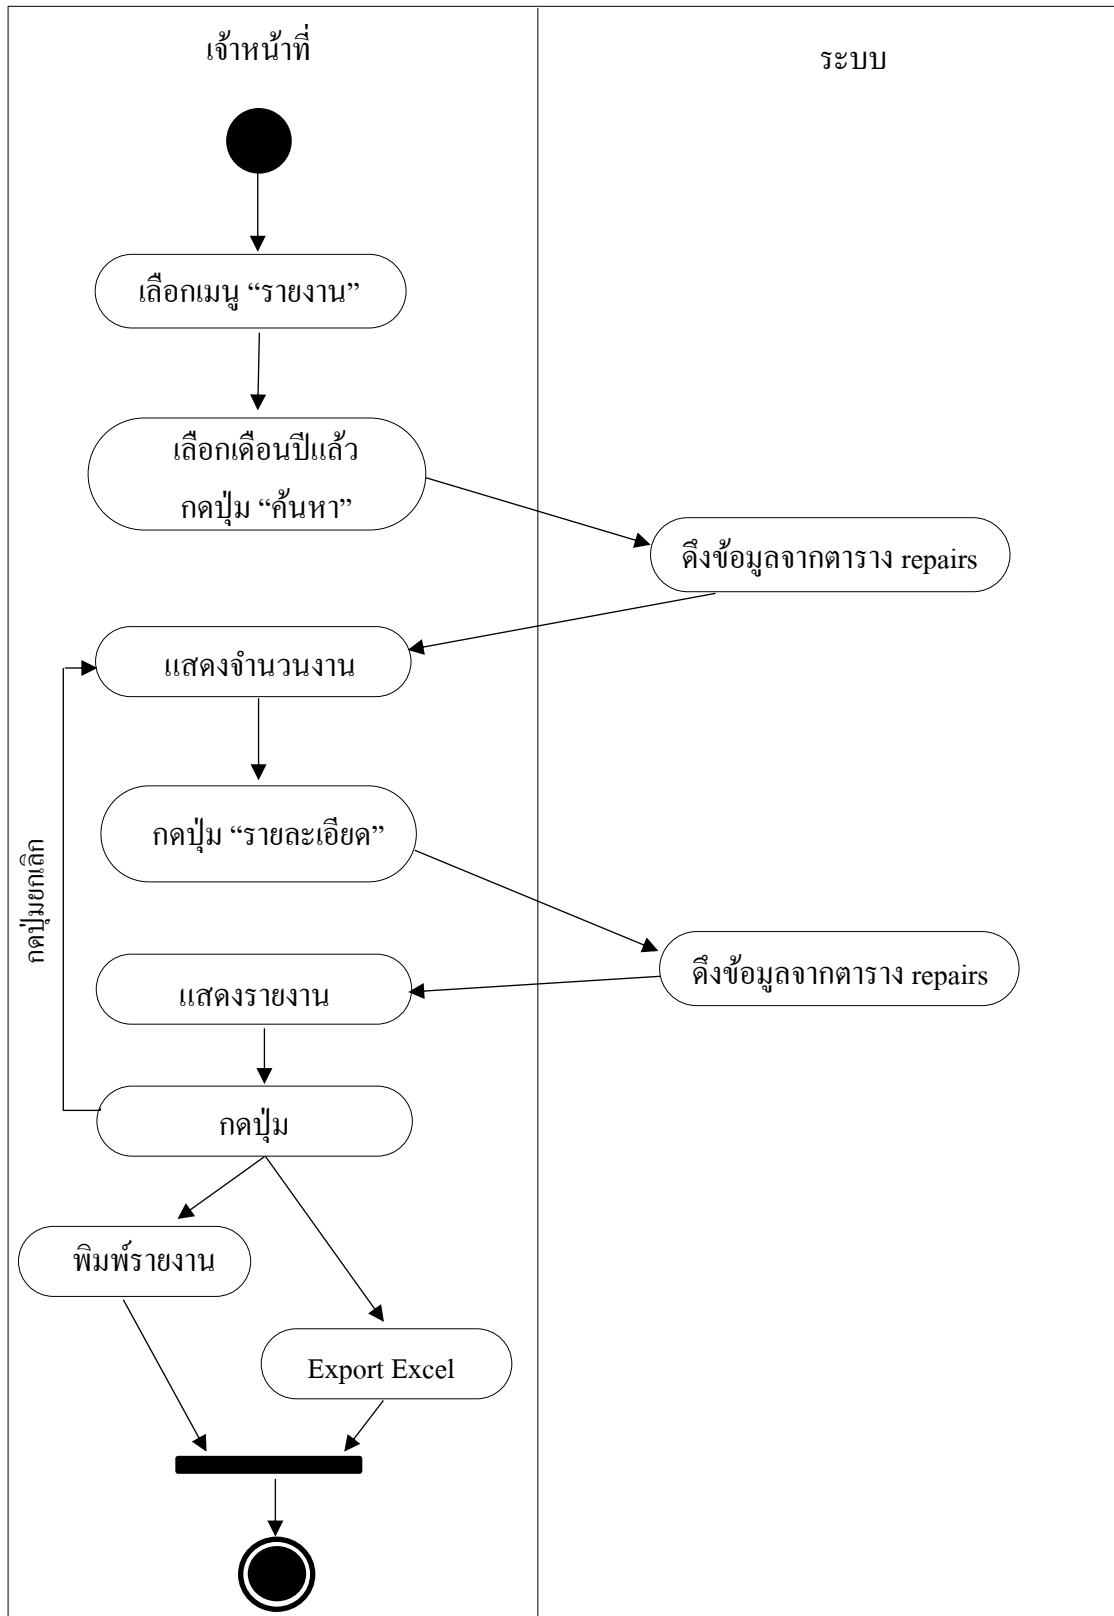 เจ้าหน้าที่
ระบบ
เลือกเมนู “รายงาน”
เลือกเดือนปีแล้ว
กดปุ่ม “ค้นหา”
ดึงข้อมูลจากตาราง repairs
แสดงจำนวนงาน
กดปุ่ม “รายละเอียด”
กดปุ่มยกเลิก
ดึงข้อมูลจากตาราง repairs
แสดงรายงาน
กดปุ่ม
พิมพ์รายงาน
Export Excel